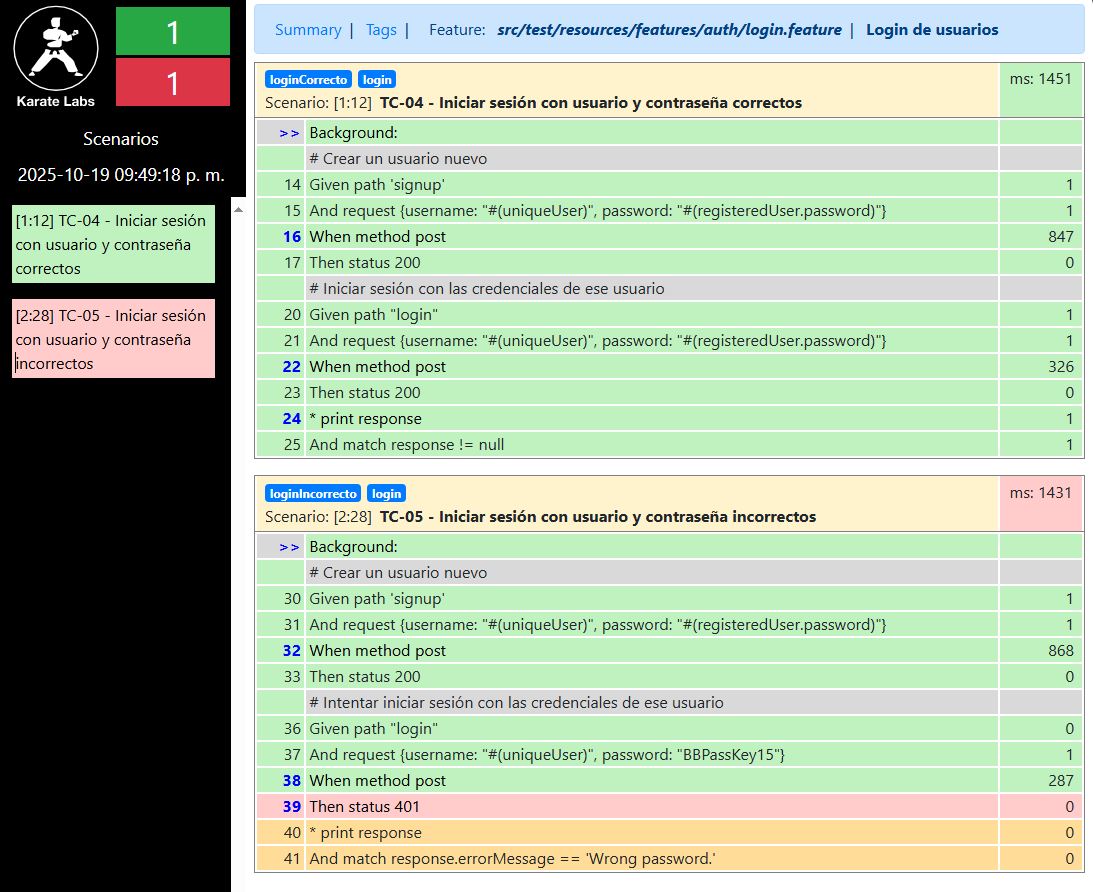 Karate Labs
1
1
Scenarios
2025-10-19 09:49:18 p. m.
[1:12] TC-04 - Iniciar sesión
con usuario y contraseña
correctos
[2:28] TC-05 - Iniciar sesión
con usuario y contraseña
incorrectos
Summary | Tags | Feature: src/test/resources/features/auth/login.feature | Login de usuarios
loginCorrecto login
ms: 1451
Scenario: [1:12] TC-04 - Iniciar sesión con usuario y contraseña correctos
>> Background:
# Crear un usuario nuevo
14 Given path 'signup' 1
15 And request {username: "#(uniqueUser)", password: "#(registeredUser.password)"} 1
16 When method post 847
17 Then status 200 0
# Iniciar sesión con las credenciales de ese usuario
20 Given path "login" 1
21 And request {username: "#(uniqueUser)", password: "#(registeredUser.password)"} 1
22 When method post 326
23 Then status 200 0
24 * print response 1
25 And match response != null 1
loginIncorrecto login
ms: 1431
Scenario: [2:28] TC-05 - Iniciar sesión con usuario y contraseña incorrectos
>> Background:
# Crear un usuario nuevo
30 Given path 'signup' 1
31 And request {username: "#(uniqueUser)", password: "#(registeredUser.password)"} 1
32 When method post 868
33 Then status 200 0
# Intentar iniciar sesión con las credenciales de ese usuario
36 Given path "login" 0
37 And request {username: "#(uniqueUser)", password: "BBPassKey15"} 1
38 When method post 287
39 Then status 401 0
40 * print response 0
41 And match response.errorMessage == 'Wrong password.' 0